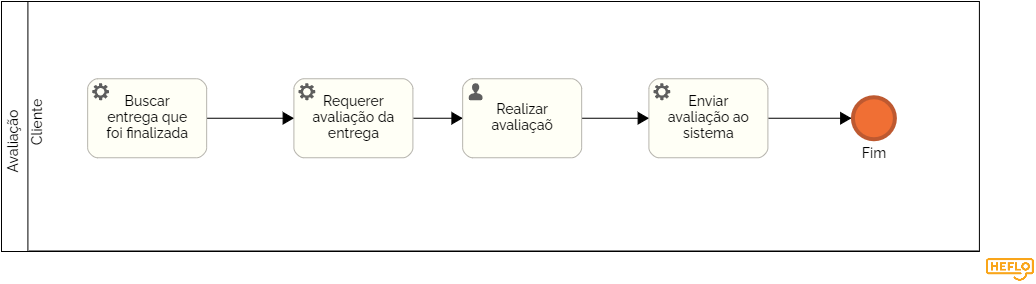 Avaliação
Cliente
Buscar
entrega que
foi finalizada
Requerer
avaliação da
entrega
Realizar
avaliaçaõ
Enviar
avaliação ao
sistema
Fim
HEFLO